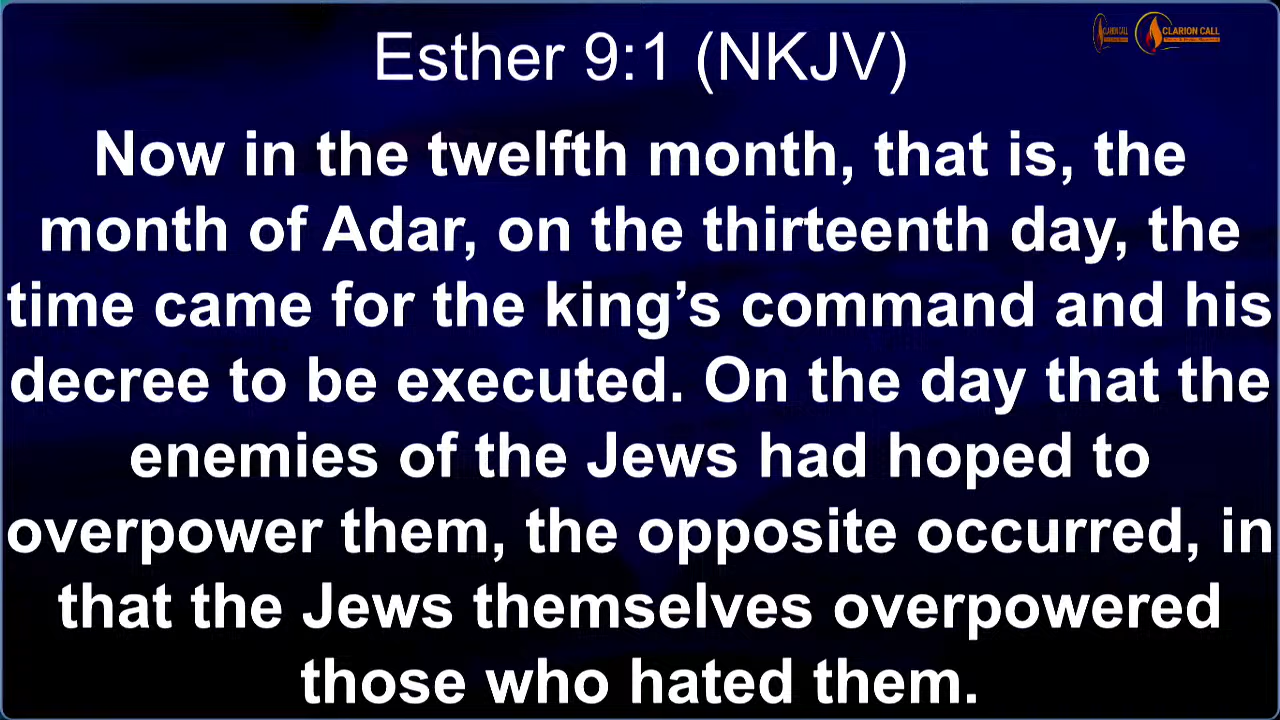 Esther 9:1 (NKJV)
CLARION CALL
CLARION CALL
Now in the twelfth month, that is, the
month of Adar, on the thirteenth day, the
time came for the king’s command and his
decree to be executed. On the day that the
enemies of the Jews had hoped to
overpower them, the opposite occurred, in
that the Jews themselves overpowered
those who hated them.